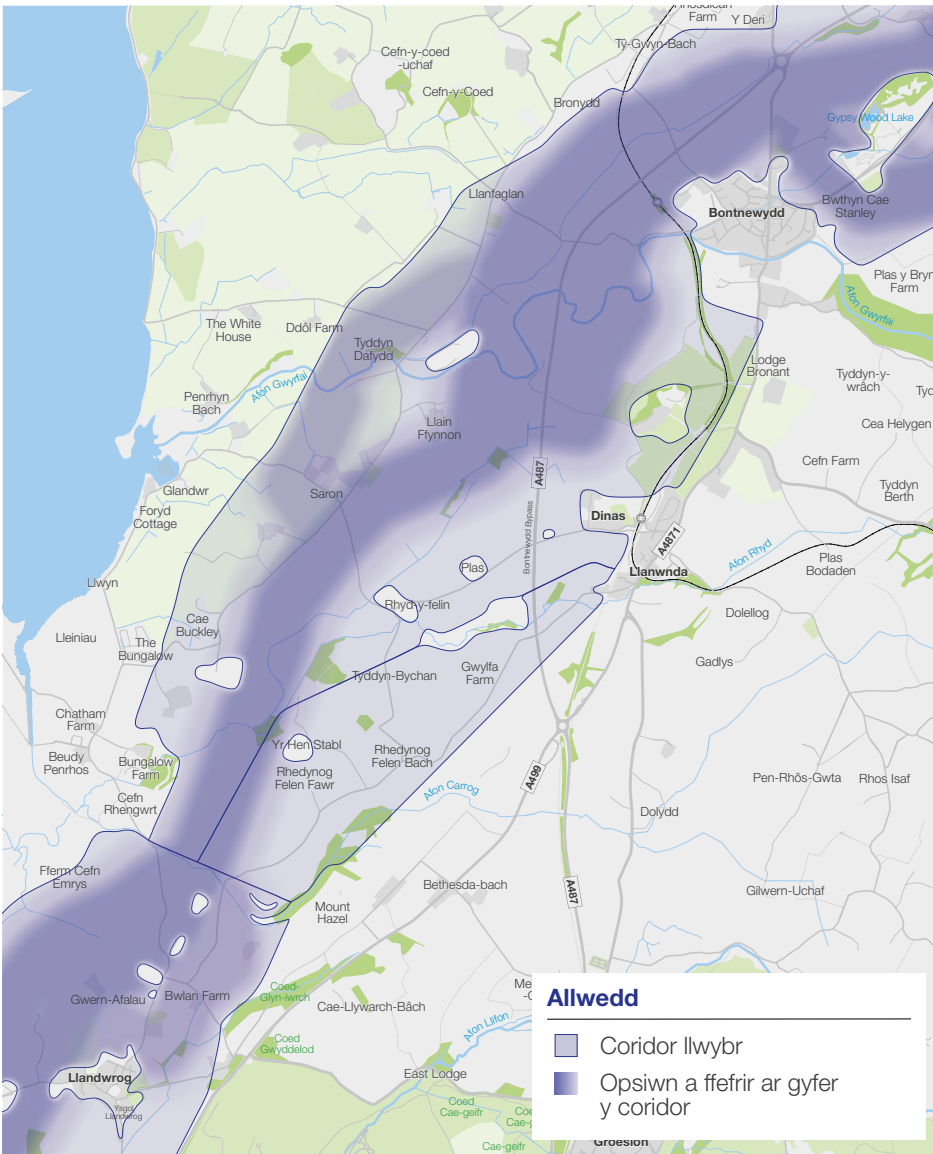 Farm
Y Deri
Tŷ-Gwyn-Bach
Cefn-y-coed
-uchaf
Cefn-y-Coed
Bronydd
Gypsy Wood Lake
Llanfaglan
Bontnewydd
Bwthyn Cae
Stanley
Plas y Bryn
Farm
Afon Gwyrfai
The White
House
Ddôl Farm
Tyddyn
Dafydd
Lodge
Bronant
Tyddyn-y-
wrâch
Afon Gwyrfai
Penrhyn
Bach
Llain
Ffynnon
Cea Helygen
Cefn Farm
A487
Tyddyn
Berth
Glandwr
Saron
Foryd
Cottage
Bontnewydd Bypass
Dinas
A4871
Afon Rhyd
Plas
Bodaden
Llanwnda
Plas
Llwyn
Rhyd-y-felin
Dolellog
Cae
Buckley
Lleiniau
The
Bungalow
Gwylfa
Farm
Gadlys
Tyddyn-Bychan
Chatham
Farm
Yr Hen Stabl
Rhedynog
Felen Bach
Beudy
Penrhos
Bungalow
Farm
Rhedynog
Felen Fawr
A499
Pen-Rhôs-Gwta
Rhos Isaf
Afon Carrog
Cefn
Rhengwrt
Dolydd
Fferm Cefn
Emrys
Bethesda-bach
A487
Gilwern-Uchaf
Mount
Hazel
Gwern-Afalau
Bwlan Farm
Coed-
Glyn-iwrch
Cae-Llywarch-Bâch
Afon Llifon
Coed
Gwyddelod
Llandwrog
Ysgol
Llandwrog
East Lodge
Coed
Cae-geifr
Cae-geifr
Groeslon
Allwedd
Coridor llwybr
Opsiwn a ffefrir ar gyfer
y coridor